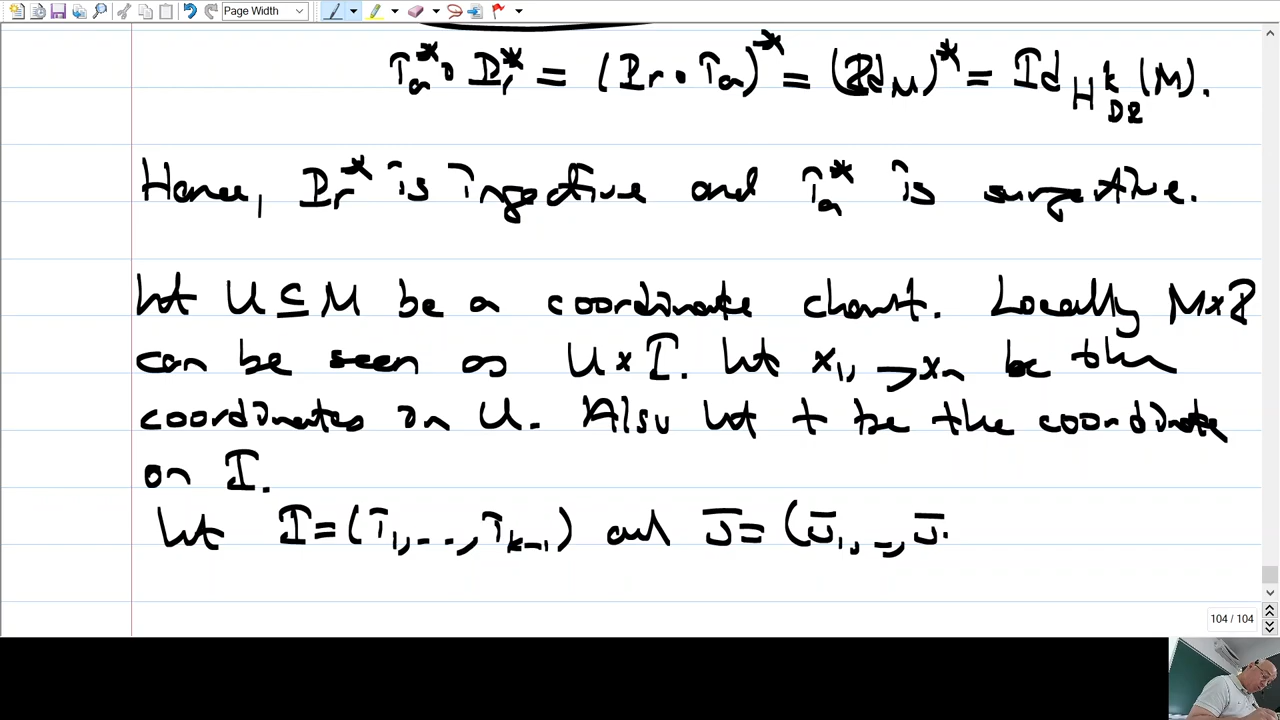 Page Width
i_a^* ∘ Pr^* = (Pr ∘ i_a)^* = (Id_M)^* = Id_{H^k_{DR}(M)}.
Hence, Pr^* is injective and i_a^* is surjective.
Let U ⊆ M be a coordinate chart. Locally M×R
can be seen as U×I. Let x_1, _, x_n be the
coordinates on U. Also let t be the coordinate
on I.
Let I = (i_1, ..., i_{k-1}) and J = (j_1, _, j
104 / 104